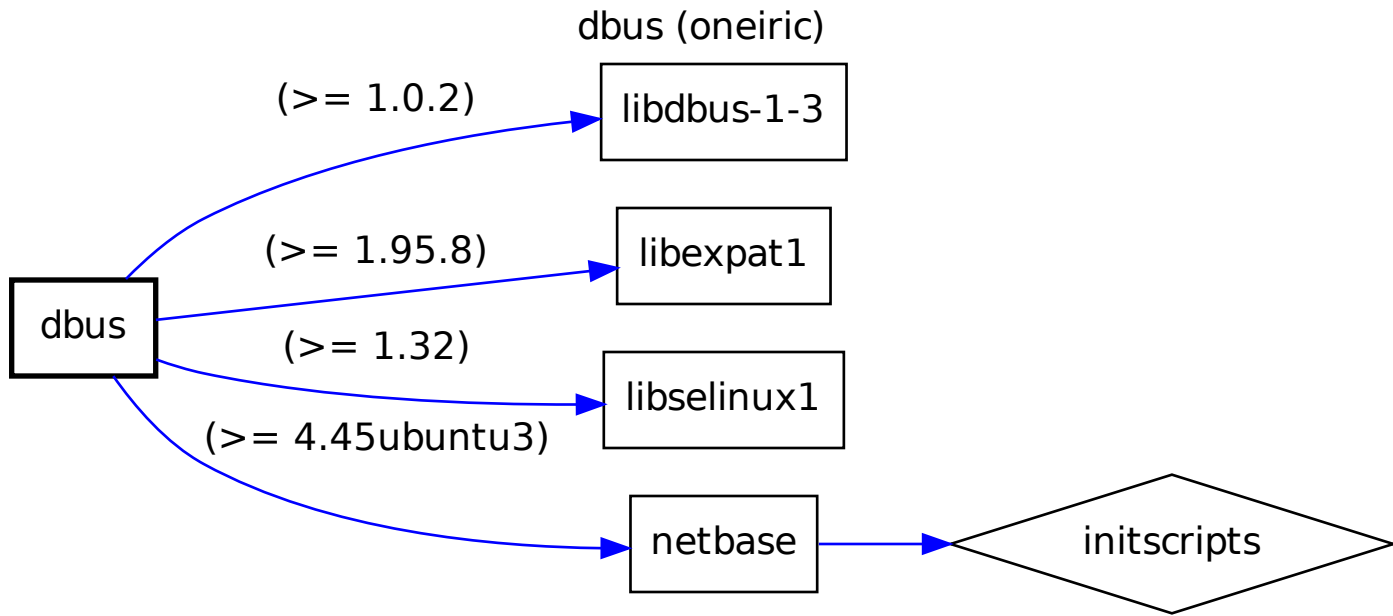 dbus (oneiric)
(>= 1.0.2)
libdbus-1-3
(>= 1.95.8)
libexpat1
dbus
(>= 1.32)
libselinux1
(>= 4.45ubuntu3)
netbase
initscripts